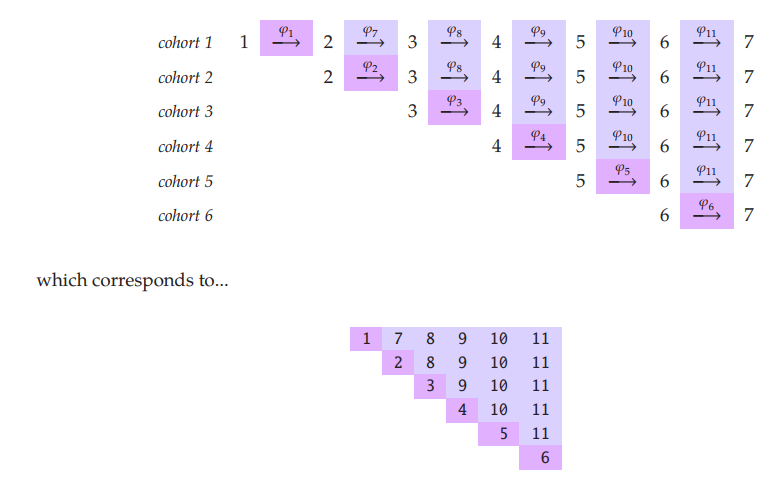 cohort 1 1 φ1 → 2 φ7 → 3 φ8 → 4 φ9 → 5 φ10 → 6 φ11 → 7
cohort 2 2 φ2 → 3 φ8 → 4 φ9 → 5 φ10 → 6 φ11 → 7
cohort 3 3 φ3 → 4 φ9 → 5 φ10 → 6 φ11 → 7
cohort 4 4 φ4 → 5 φ10 → 6 φ11 → 7
cohort 5 5 φ5 → 6 φ11 → 7
cohort 6 6 φ6 → 7
which corresponds to...
1 7 8 9 10 11
2 8 9 10 11
3 9 10 11
4 10 11
5 11
6